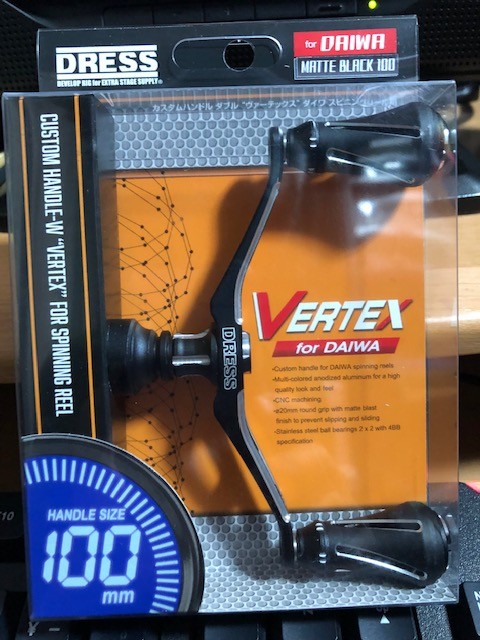 DRESS
DEVELOP RIG for EXTRA STAGE SUPPLY
for DAIWA
MATTE BLACK 100
カスタムハンドル ダブル "ヴァーテックス" ダイワ スピニング
CUSTOM HANDLE-W "VERTEX" FOR SPINNING REEL
DRESS
VERTEX
for DAIWA
•Custom handle for DAIWA spinning reels
•Multi-colored anodized aluminum for a high
quality look and feel
•CNC machining
•ø20mm round grip with matte blast
finish to prevent slipping and sliding
•Stainless steel ball bearings 2 x 2 with 4BB
specification
HANDLE SIZE
100
mm